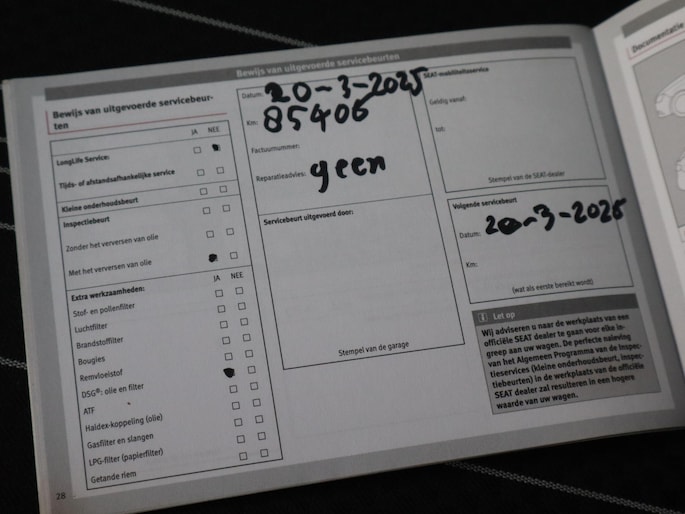 Bewijs van uitgevoerde servicebeurten
Bewijs van uitgevoerde servicebeur-
ten
JA NEE
LongLife Service:
Tijds- of afstandsafhankelijke service
Kleine onderhoudsbeurt
Inspectiebeurt
Zonder het verversen van olie
Met het verversen van olie
Extra werkzaamheden: JA NEE
Stof- en pollenfilter
Luchtfilter
Brandstoffilter
Bougies
Remvloeistof
DSG®: olie en filter
ATF
Haldex-koppeling (olie)
Gasfilter en slangen
LPG-filter (papierfilter)
Getande riem
28
Datum: 20-3-2025
Km: 85406
Factuurnummer:
Reparatieadvies: geen
Servicebeurt uitgevoerd door:
Stempel van de garage
SEAT-mobiliteitsservice
Geldig vanaf:
tot:
Stempel van de SEAT-dealer
Volgende servicebeurt
Datum: 20-3-2026
Km:
(wat als eerste bereikt wordt)
i Let op
Wij adviseren u naar de werkplaats van een
officiële SEAT dealer te gaan voor elke in-
greep aan uw wagen. De perfecte naleving
van het Algemeen Programma van de Inspec-
tieservices (kleine onderhoudsbeurt, inspec-
tiebeurten) in de werkplaats van de officiële
SEAT dealer zal resulteren in een hogere
waarde van uw wagen.
Documentatie